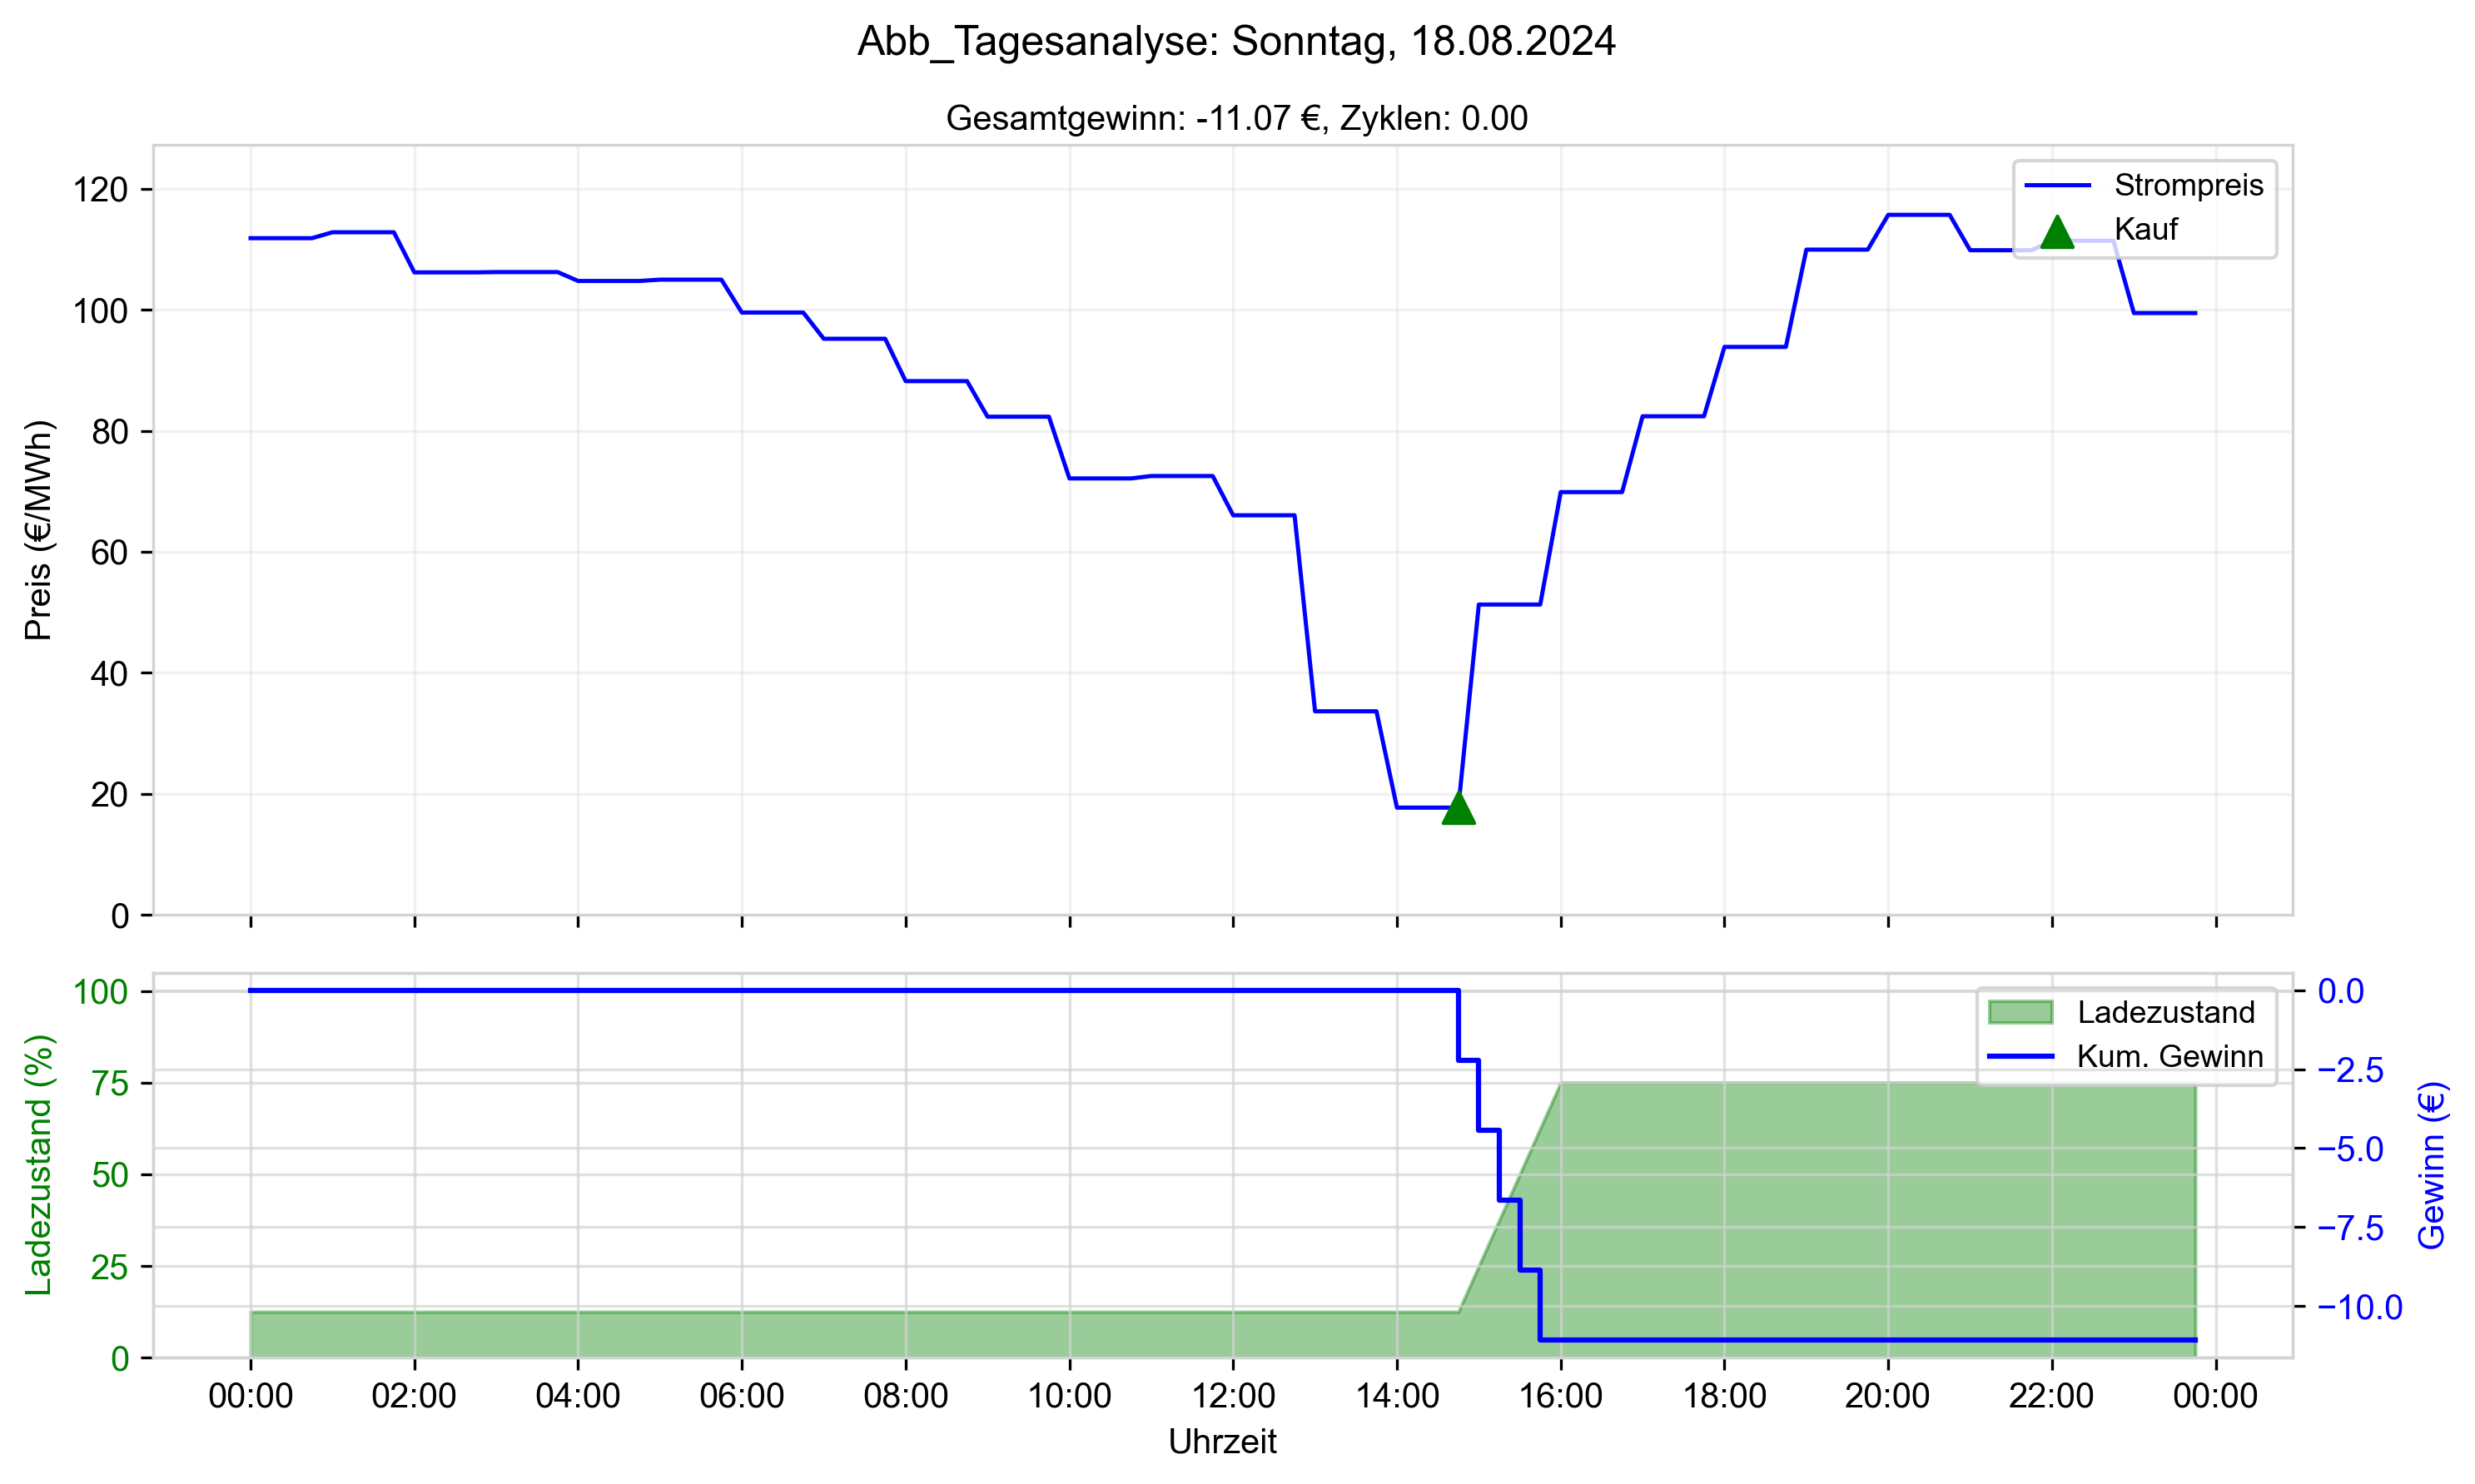 Abb_Tagesanalyse: Sonntag, 18.08.2024
Gesamtgewinn: -11.07 €, Zyklen: 0.00
Preis (€/MWh)
120
100
80
60
40
20
0
Strompreis
Kauf
Ladezustand (%)
100
75
50
25
0
Ladezustand
Kum. Gewinn
0.0
−2.5
−5.0
−7.5
−10.0
Gewinn (€)
00:00 02:00 04:00 06:00 08:00 10:00 12:00 14:00 16:00 18:00 20:00 22:00 00:00
Uhrzeit